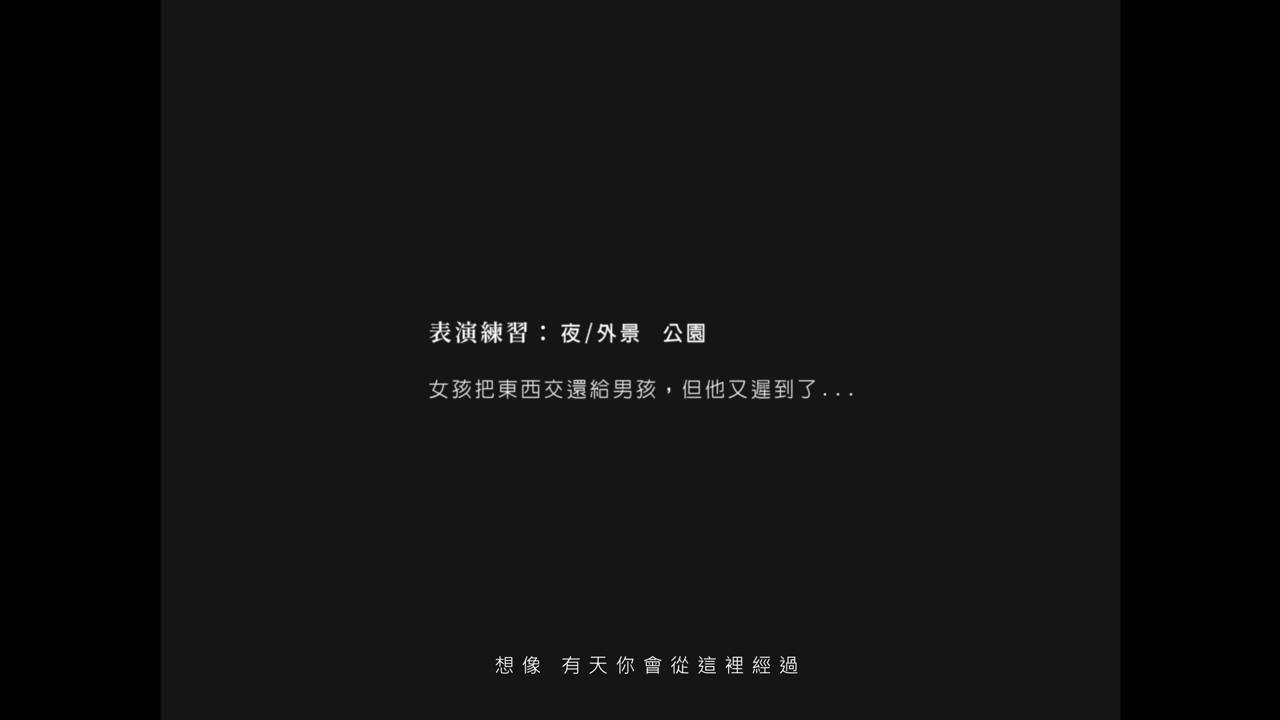 表演練習：夜/外景　公園
女孩把東西交還給男孩，但他又遲到了...
想像 有天你會從這裡經過